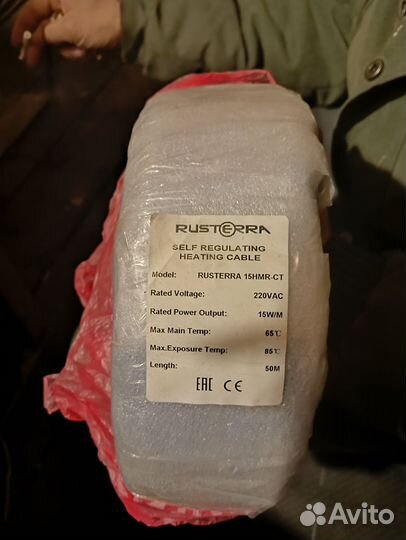 RUSTERRA
SELF REGULATING
HEATING CABLE
Model: RUSTERRA 15HMR-CT
Rated Voltage: 220VAC
Rated Power Output: 15W/M
Max Main Temp: 65℃
Max.Exposure Temp: 85℃
Length: 50M
EAC CE
Avito